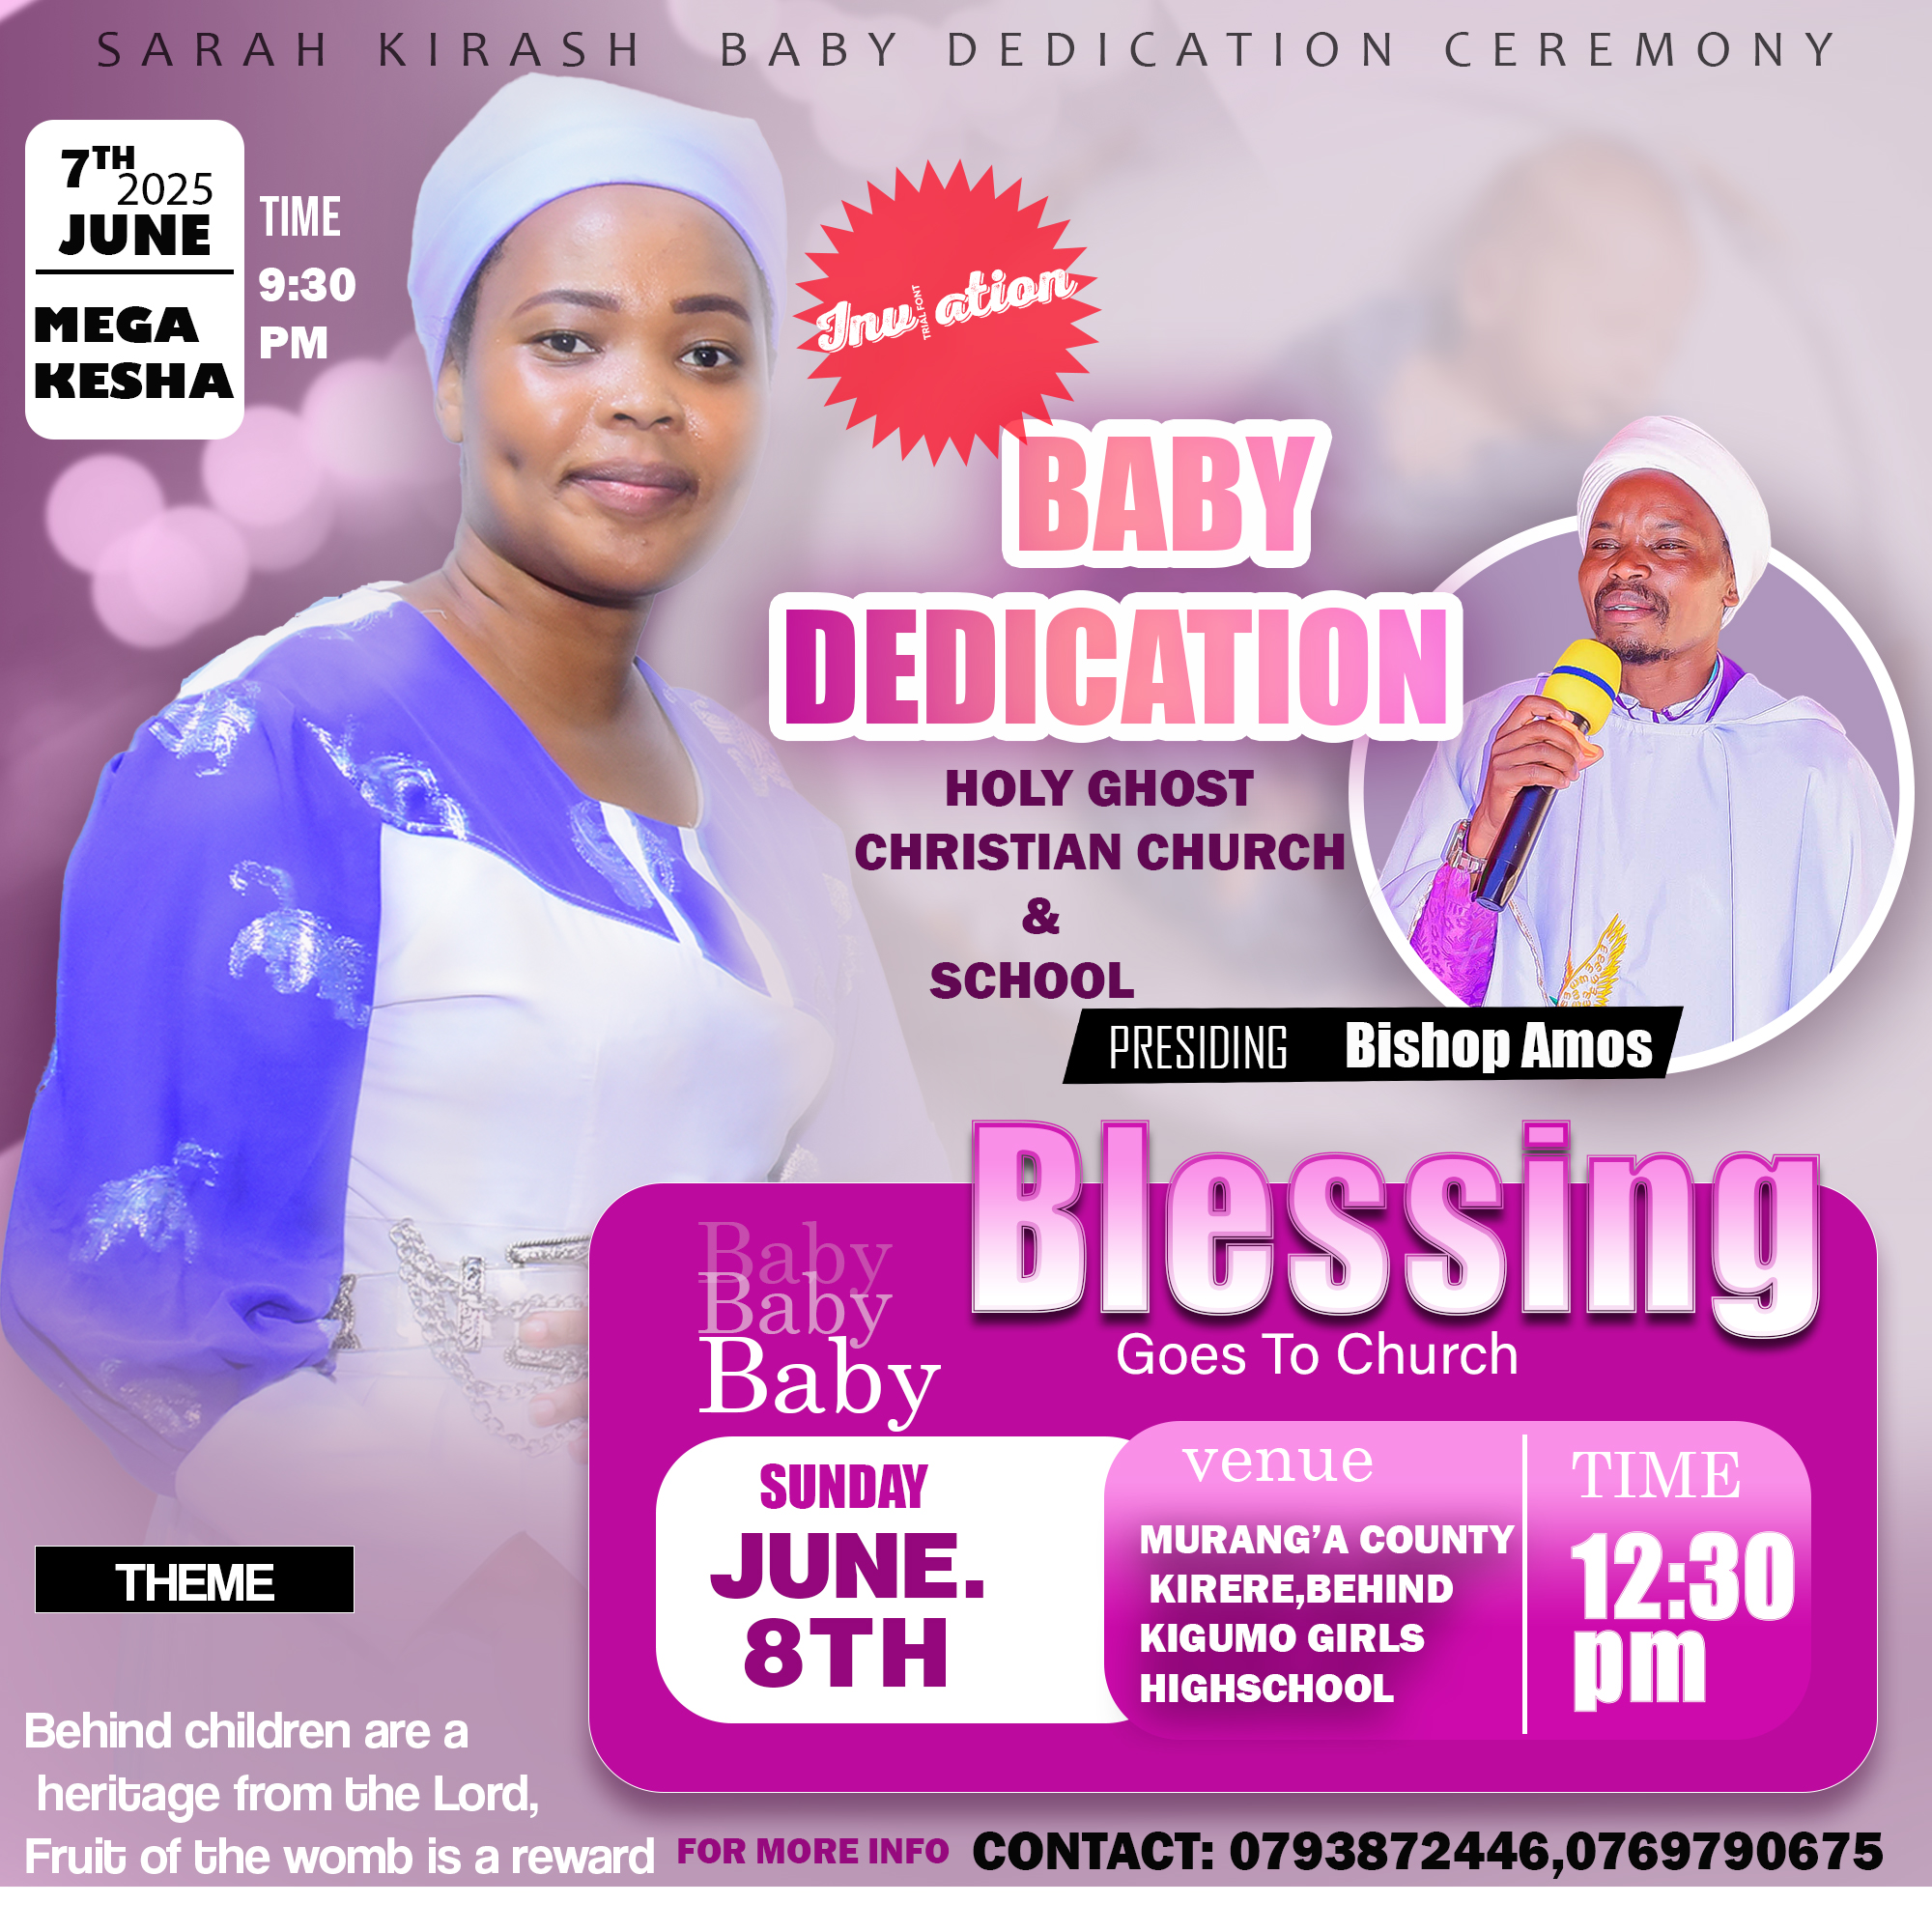 SARAH KIRASH BABY DEDICATION CEREMONY
7TH
2025
JUNE
MEGA
KESHA
TIME
9:30
PM
Inv ation
TRIAL FONT
BABY
DEDICATION
HOLY GHOST
CHRISTIAN CHURCH
&
SCHOOL
PRESIDING Bishop Amos
Blessing
Baby
Baby
Baby
Goes To Church
SUNDAY
JUNE.
8TH
venue
MURANG'A COUNTY
KIRERE,BEHIND
KIGUMO GIRLS
HIGHSCHOOL
TIME
12:30
pm
THEME
Behind children are a
heritage from the Lord,
Fruit of the womb is a reward
FOR MORE INFO CONTACT: 0793872446,0769790675